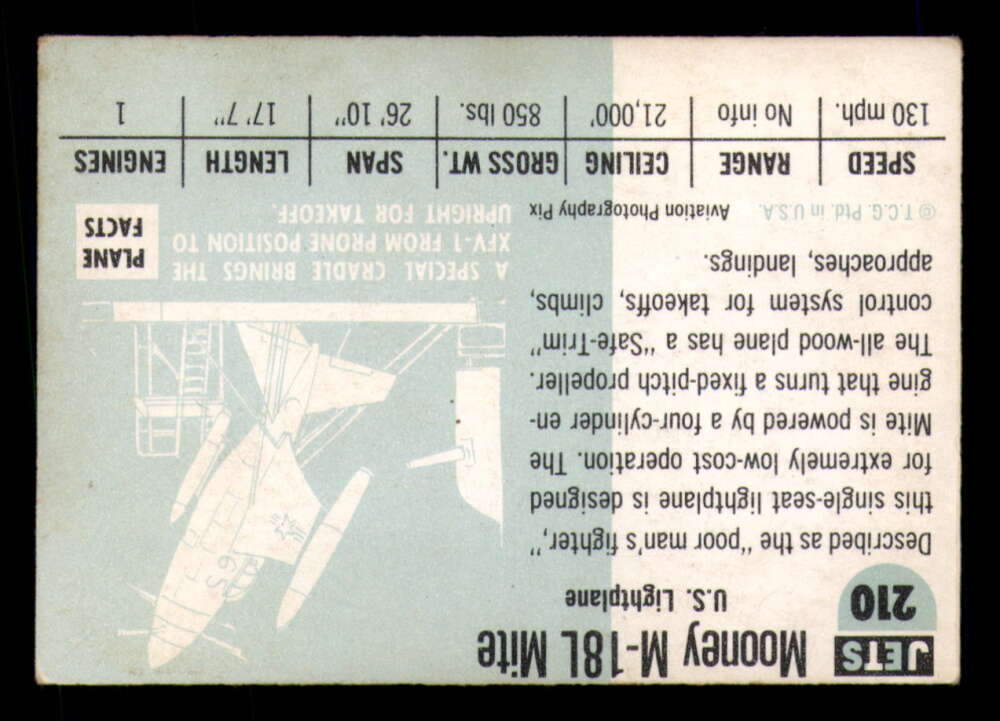 JETS
210
Mooney M-18L Mite
U.S. Lightplane
Described as the "poor man's fighter,"
this single-seat lightplane is designed
for extremely low-cost operation. The
Mite is powered by a four-cylinder en-
gine that turns a fixed-pitch propeller.
The all-wood plane has a "Safe-Trim"
control system for takeoffs, climbs,
approaches, landings.
© T.C.G. Ptd. in U.S.A. Aviation Photography Pix
A SPECIAL CRADLE BRINGS THE
XFV-1 FROM PRONE POSITION TO
UPRIGHT FOR TAKEOFF.
PLANE
FACTS
SPEED RANGE CEILING GROSS WT. SPAN LENGTH ENGINES
130 mph. No info 21,000' 850 lbs. 26' 10" 17' 7" 1